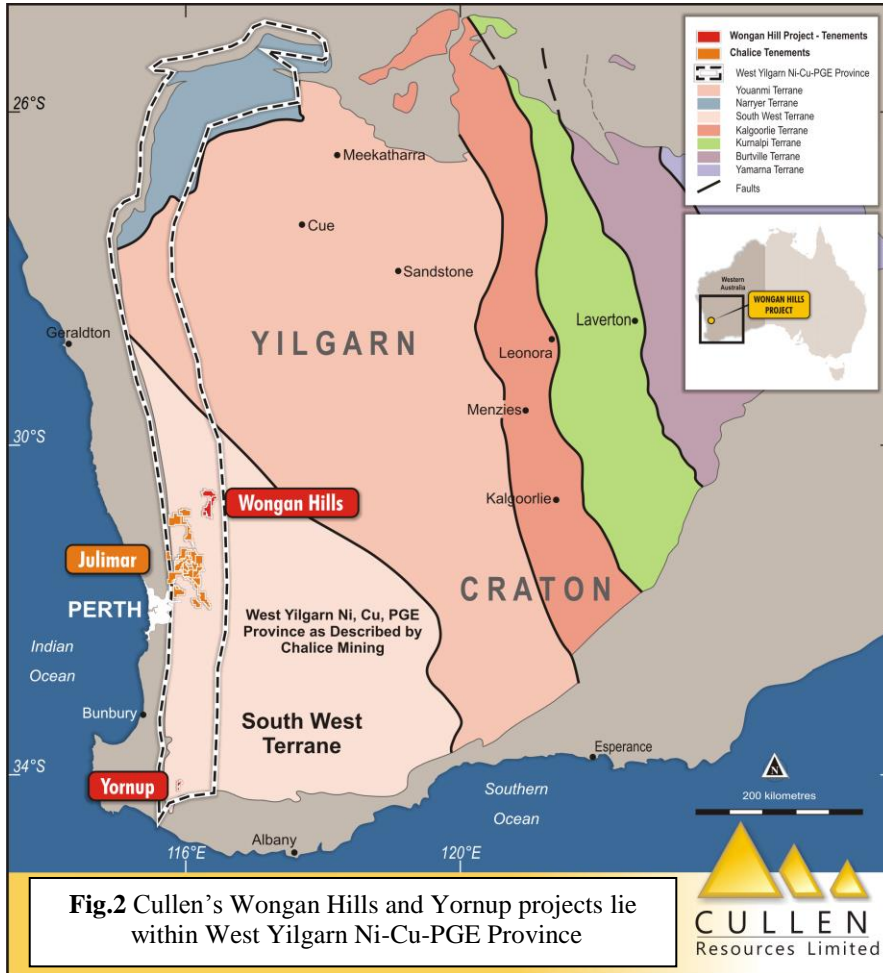 Wongan Hill Project - Tenements
Chalice Tenements
West Yilgarn Ni-Cu-PGE Province
Youanmi Terrane
Narryer Terrane
South West Terrane
Kalgoorlie Terrane
Kurnalpi Terrane
Burtville Terrane
Yamarna Terrane
Faults
Western
Australia
WONGAN HILLS
PROJECT
26°S
Meekatharra
Cue
Sandstone
Geraldton
YILGARN
Laverton
Leonora
Menzies
30°S
Kalgoorlie
Wongan Hills
Julimar
PERTH
CRATON
West Yilgarn Ni, Cu, PGE
Province as Described by
Chalice Mining
Indian
Ocean
Bunbury
South West
Terrane
34°S
Yornup
Esperance
Southern
Ocean
N
200 kilometres
Albany
116°E
120°E
Fig.2 Cullen's Wongan Hills and Yornup projects lie
within West Yilgarn Ni-Cu-PGE Province
CULLEN
Resources Limited